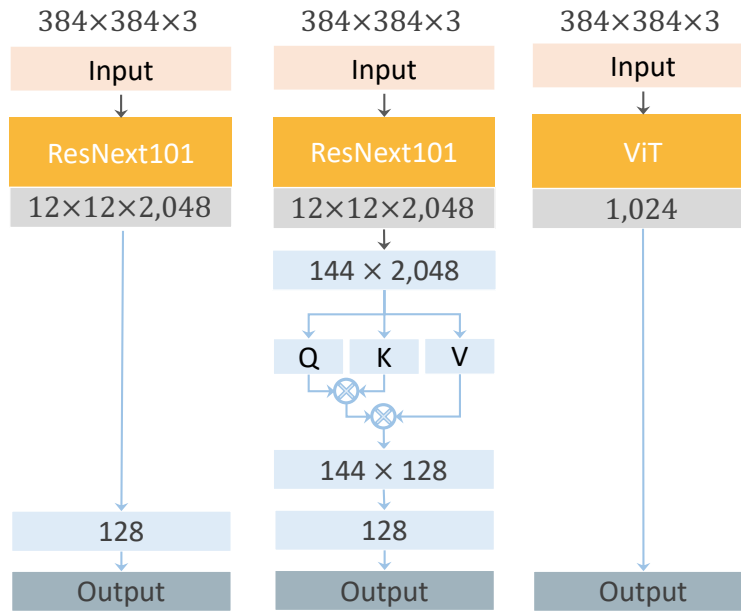 384×384×3
Input
ResNext101
12×12×2,048
128
Output
384×384×3
Input
ResNext101
12×12×2,048
144 × 2,048
Q K V
144 × 128
128
Output
384×384×3
Input
ViT
1,024
Output